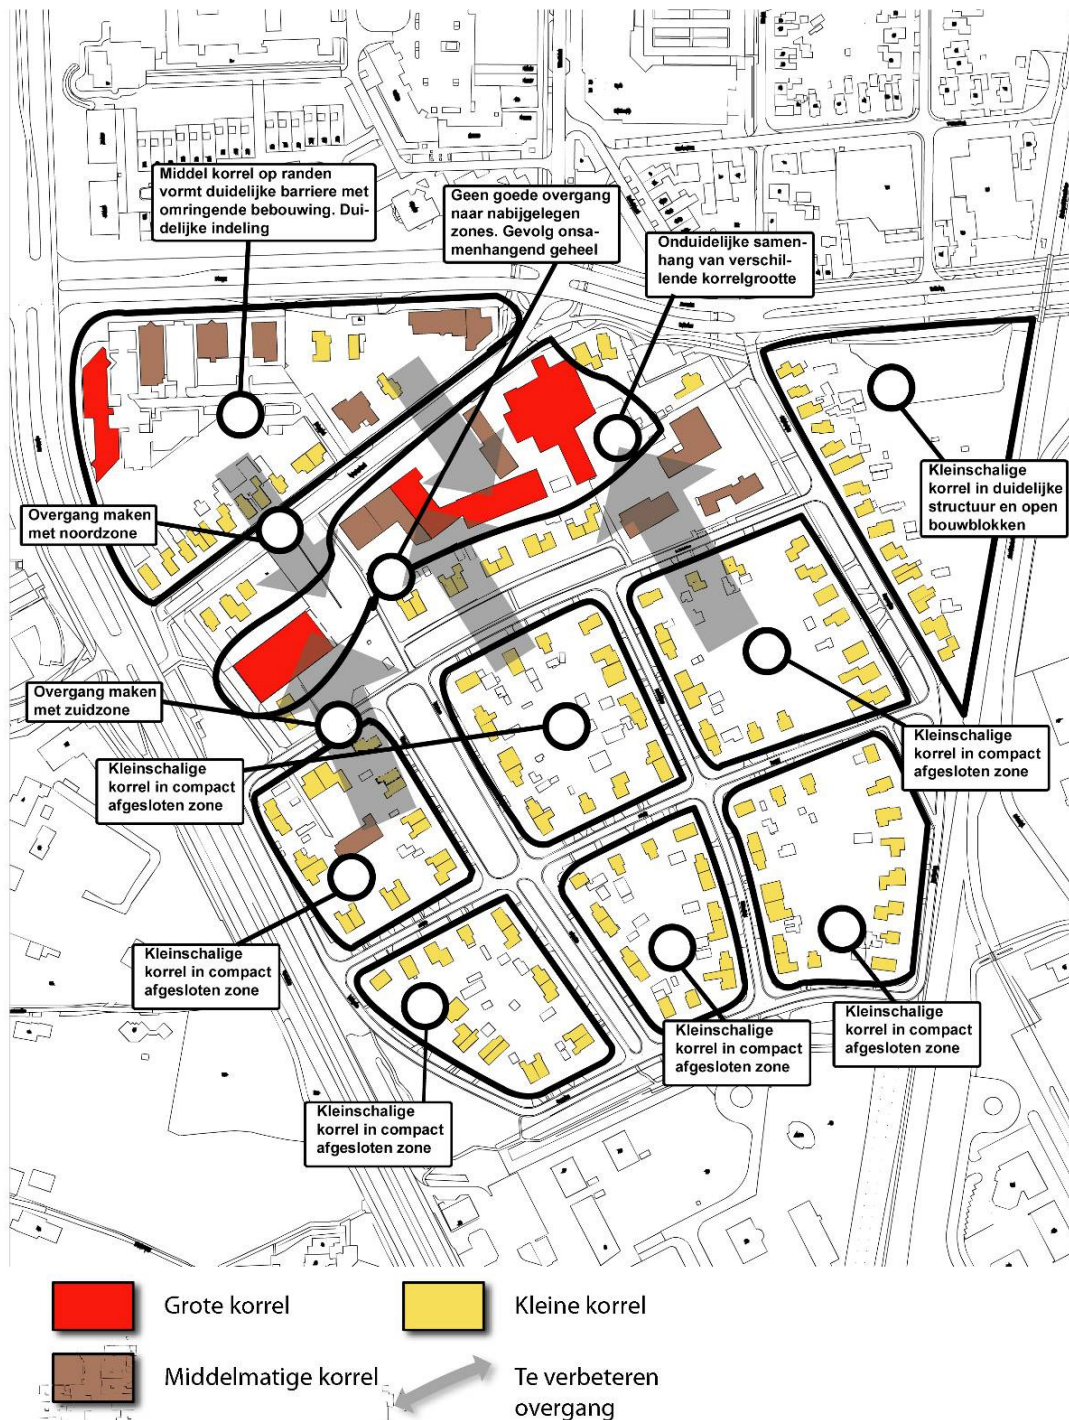 Middel korrel op randen
vormt duidelijke barriere met
omringende bebouwing. Dui-
delijke indeling
Geen goede overgang
naar nabijgelegen
zones. Gevolg onsa-
menhangend geheel
Onduidelijke samen-
hang van verschil-
lende korrelgrootte
Kleinschalige
korrel in duidelijke
structuur en open
bouwblokken
Overgang maken
met noordzone
Overgang maken
met zuidzone
Kleinschalige
korrel in compact
afgesloten zone
Kleinschalige
korrel in compact
afgesloten zone
Kleinschalige
korrel in compact
afgesloten zone
Kleinschalige
korrel in compact
afgesloten zone
Kleinschalige
korrel in compact
afgesloten zone
Kleinschalige
korrel in compact
afgesloten zone
Grote korrel
Kleine korrel
Middelmatige korrel
Te verbeteren
overgang